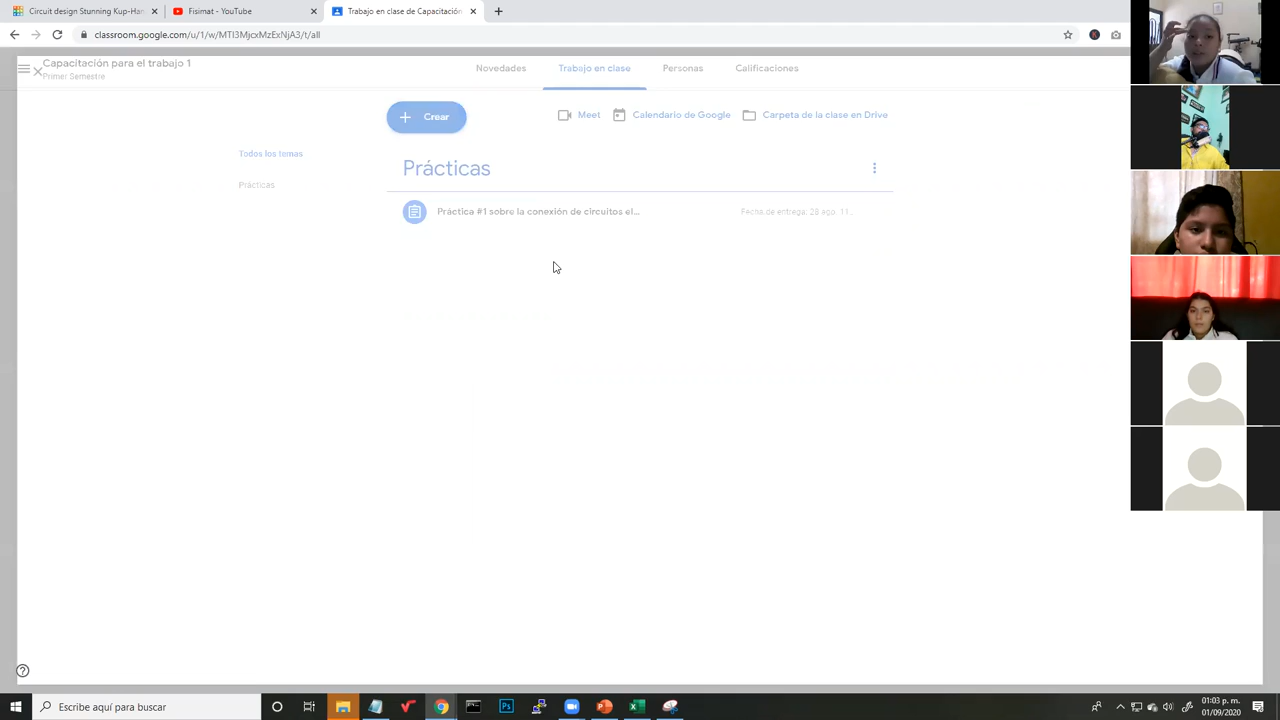 Circuit design Stunning Kup-Han
Fisimat - YouTube
Trabajo en clase de Capacitación
classroom.google.com/u/1/w/MTI3MjcxMzExNjA3/t/all
Capacitación para el trabajo 1
Primer Semestre
Novedades
Trabajo en clase
Personas
Calificaciones
Crear
Meet
Calendario de Google
Carpeta de la clase en Drive
Todos los temas
Prácticas
Prácticas
Práctica #1 sobre la conexión de circuitos el...
Fecha de entrega: 28 ago. 11...
Escribe aquí para buscar
01:03 p. m.
01/09/2020